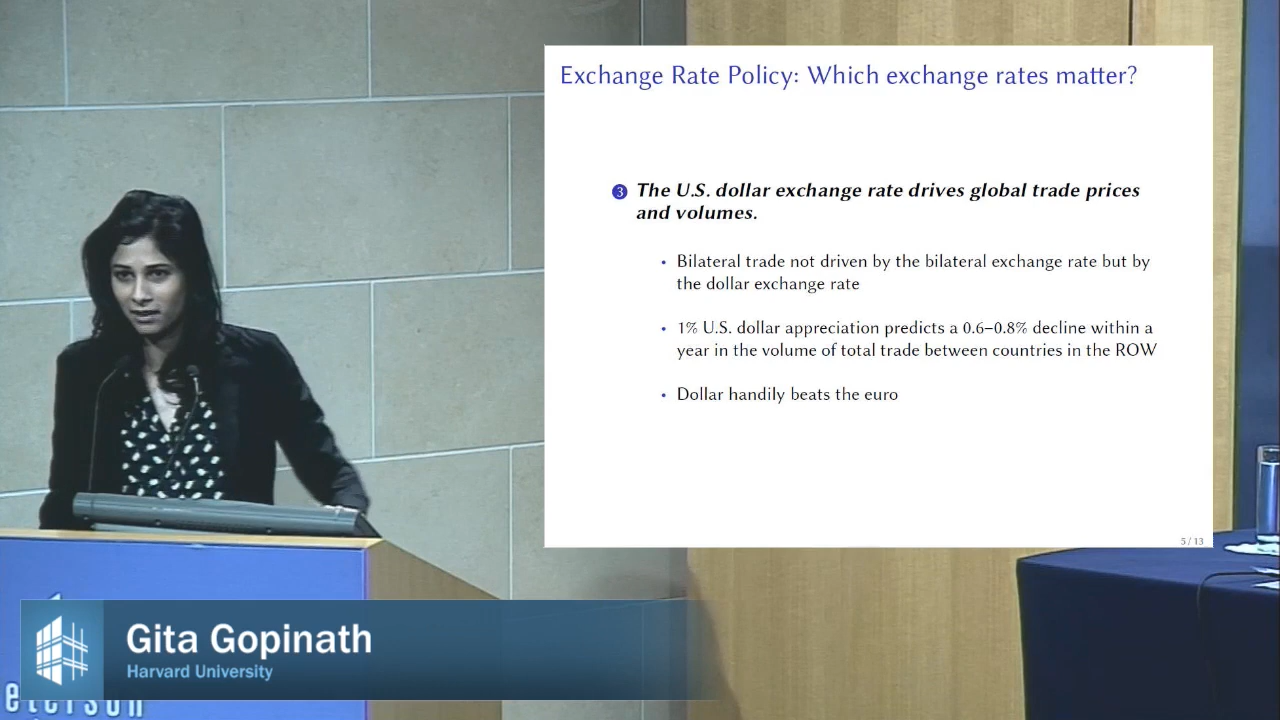 Exchange Rate Policy: Which exchange rates matter?
3 The U.S. dollar exchange rate drives global trade prices
and volumes.
• Bilateral trade not driven by the bilateral exchange rate but by
the dollar exchange rate
• 1% U.S. dollar appreciation predicts a 0.6–0.8% decline within a
year in the volume of total trade between countries in the ROW
• Dollar handily beats the euro
5 / 13
Gita Gopinath
Harvard University
eterson